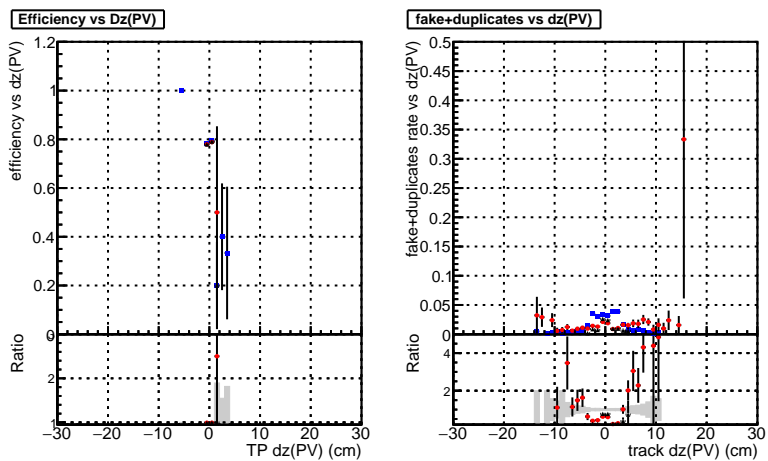 Efficiency vs Dz(PV)
efficiency vs dz(PV)
1.2
1
0.8
0.6
0.4
0.2
0
Ratio
2
1
−30 −20 −10 0 10 20 30
TP dz(PV) (cm)
fake+duplicates vs dz(PV)
fake+duplicates rate vs dz(PV)
0.5
0.45
0.4
0.35
0.3
0.25
0.2
0.15
0.1
0.05
0
Ratio
4
2
−30 −20 −10 0 10 20 30
track dz(PV) (cm)